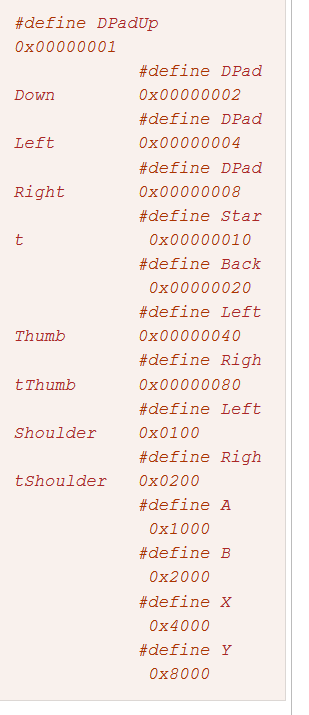 #define DPadUp
0x00000001
#define DPad
Down 0x00000002
#define DPad
Left 0x00000004
#define DPad
Right 0x00000008
#define Star
t 0x00000010
#define Back
0x00000020
#define Left
Thumb 0x00000040
#define Righ
tThumb 0x00000080
#define Left
Shoulder 0x0100
#define Righ
tShoulder 0x0200
#define A
0x1000
#define B
0x2000
#define X
0x4000
#define Y
0x8000